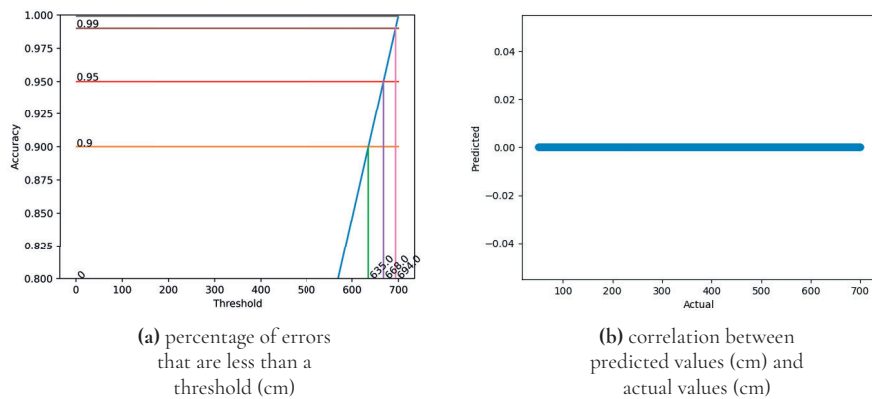 1.000
0.99
0.975
0.95
0.950
0.925
0.9
0.900
0.875
0.850
0.825
0.800
Accuracy
0
635.0
668.0
694.0
0 100 200 300 400 500 600 700
Threshold
(a) percentage of errors
that are less than a
threshold (cm)
0.04
0.02
0.00
−0.02
−0.04
Predicted
100 200 300 400 500 600 700
Actual
(b) correlation between
predicted values (cm) and
actual values (cm)